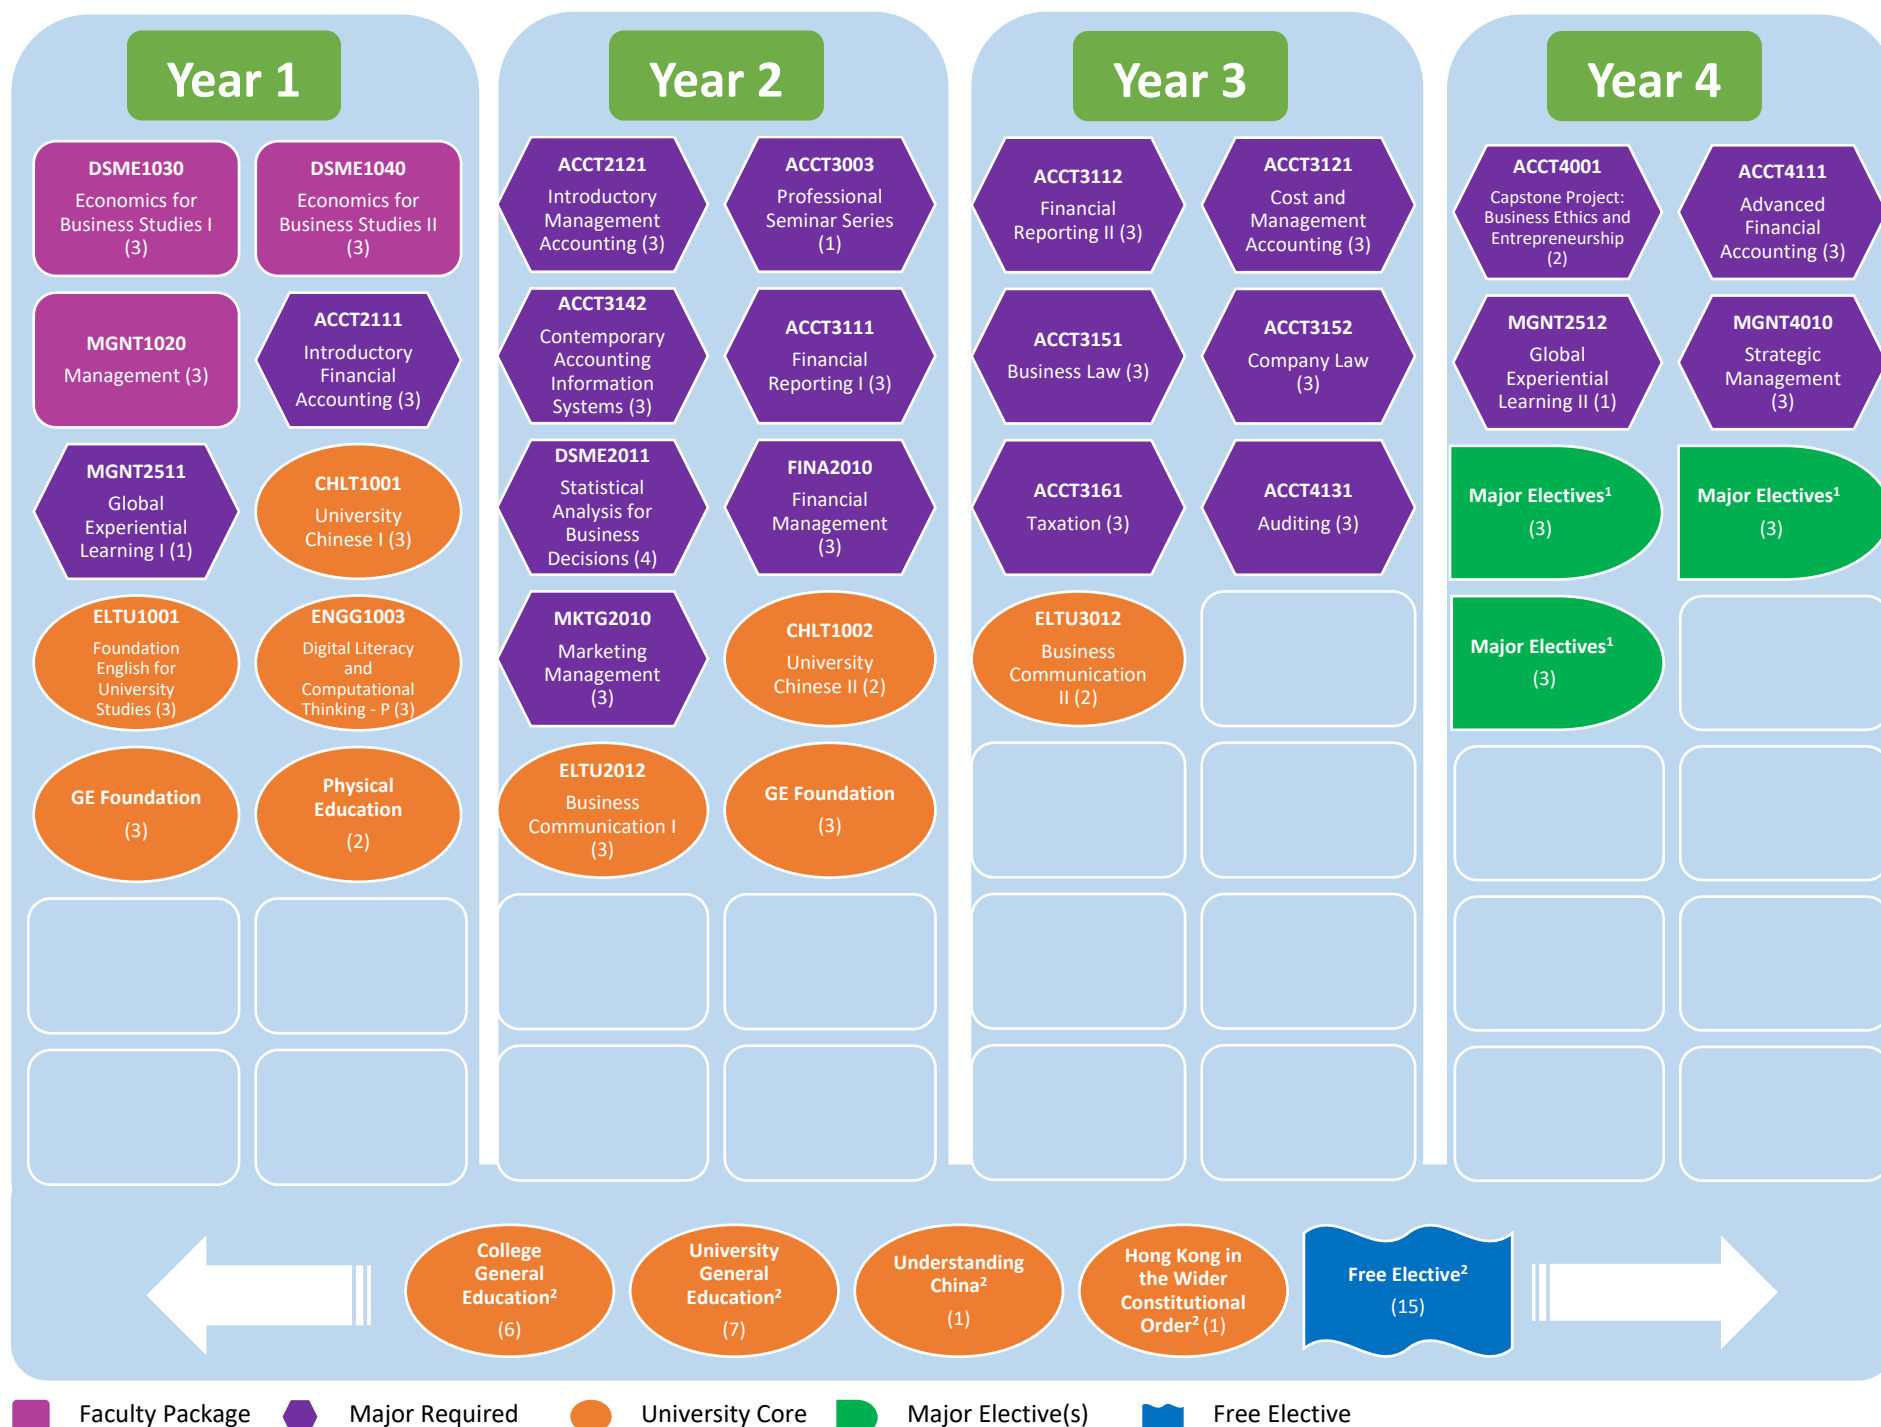 Year 1
DSME1030
Economics for
Business Studies I
(3)
DSME1040
Economics for
Business Studies II
(3)
MGNT1020
Management (3)
ACCT2111
Introductory
Financial
Accounting (3)
MGNT2511
Global
Experiential
Learning I (1)
CHLT1001
University
Chinese I (3)
ELTU1001
Foundation
English for
University
Studies (3)
ENGG1003
Digital Literacy
and
Computational
Thinking - P (3)
GE Foundation
(3)
Physical
Education
(2)
Year 2
ACCT2121
Introductory
Management
Accounting (3)
ACCT3003
Professional
Seminar Series
(1)
ACCT3142
Contemporary
Accounting
Information
Systems (3)
ACCT3111
Financial
Reporting I (3)
DSME2011
Statistical
Analysis for
Business
Decisions (4)
FINA2010
Financial
Management
(3)
MKTG2010
Marketing
Management
(3)
CHLT1002
University
Chinese II (2)
ELTU2012
Business
Communication I
(3)
GE Foundation
(3)
Year 3
ACCT3112
Financial
Reporting II (3)
ACCT3121
Cost and
Management
Accounting (3)
ACCT3151
Business Law (3)
ACCT3152
Company Law
(3)
ACCT3161
Taxation (3)
ACCT4131
Auditing (3)
ELTU3012
Business
Communication
II (2)
Year 4
ACCT4001
Capstone Project:
Business Ethics and
Entrepreneurship
(2)
ACCT4111
Advanced
Financial
Accounting (3)
MGNT2512
Global
Experiential
Learning II (1)
MGNT4010
Strategic
Management
(3)
Major Electives¹
(3)
Major Electives¹
(3)
Major Electives¹
(3)
College
General
Education²
(6)
University
General
Education²
(7)
Understanding
China²
(1)
Hong Kong in
the Wider
Constitutional
Order² (1)
Free Elective²
(15)
Faculty Package
Major Required
University Core
Major Elective(s)
Free Elective